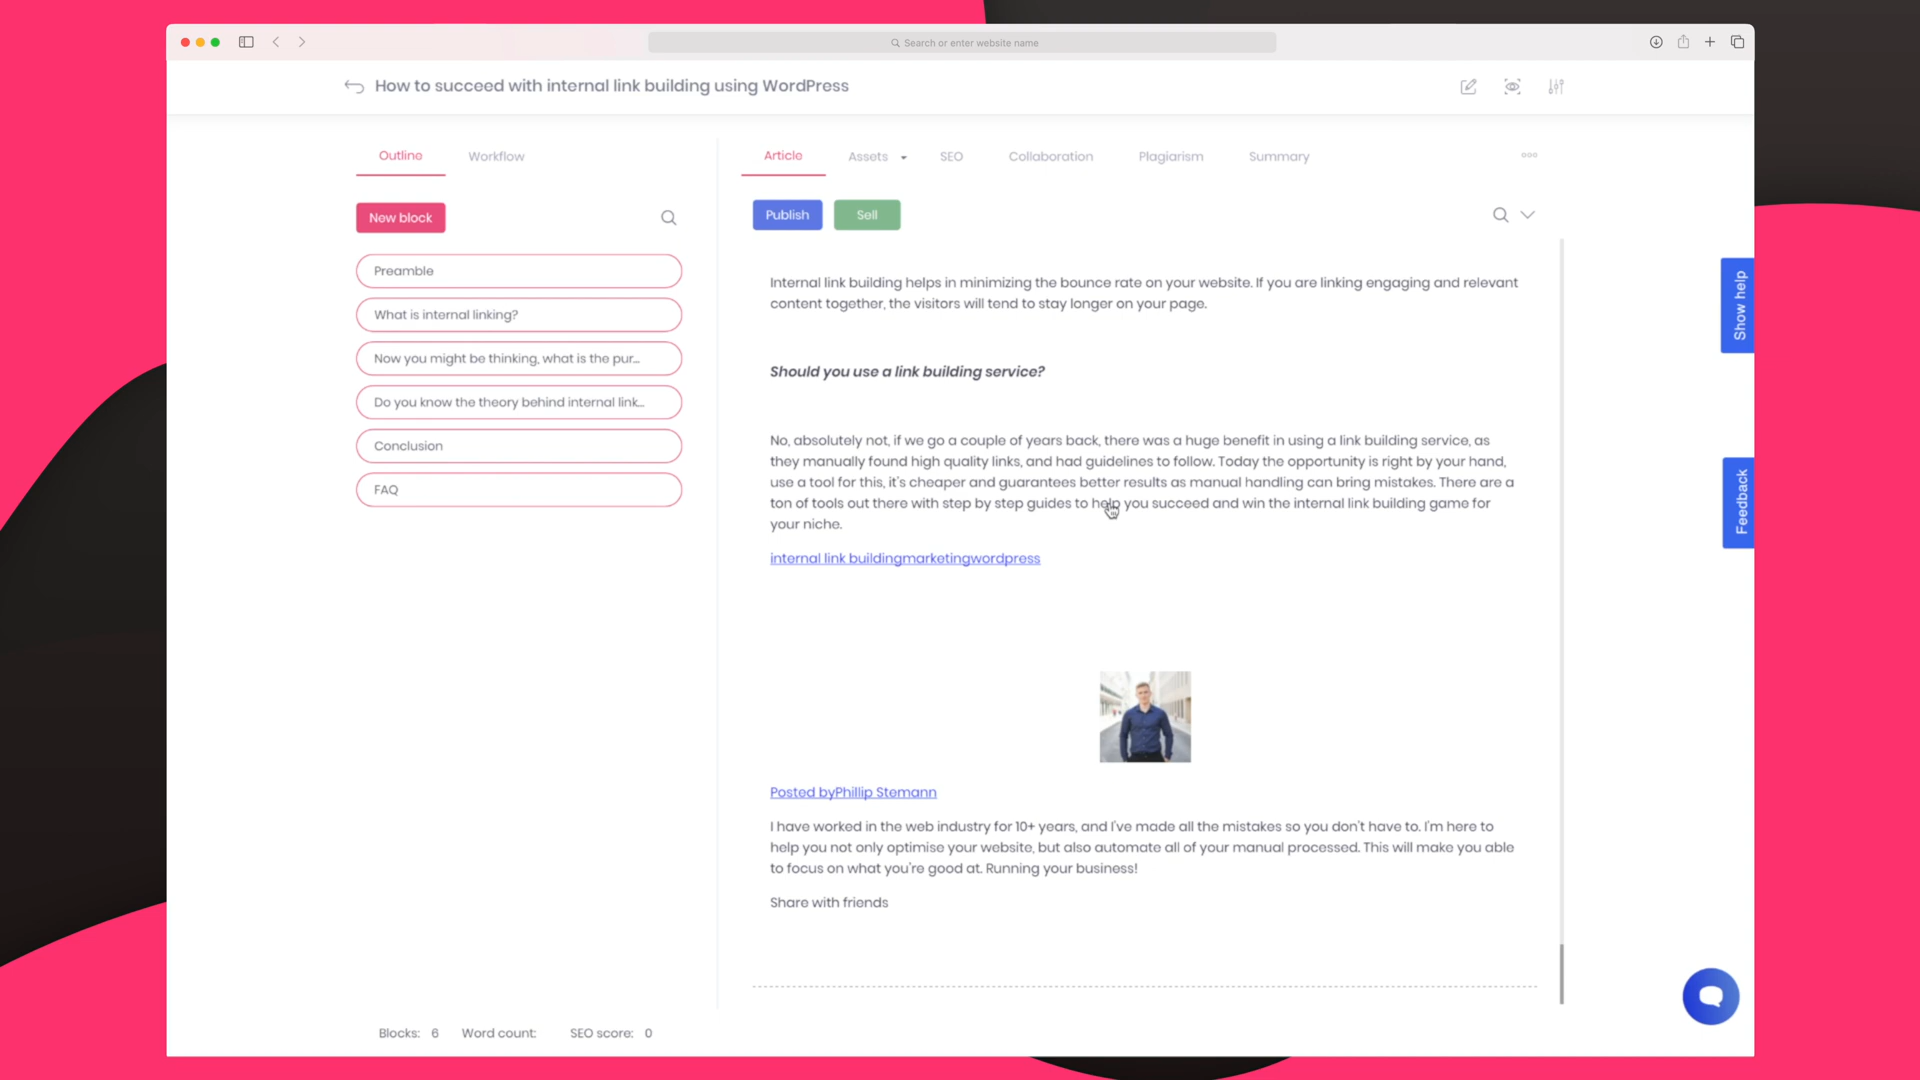 Search or enter website name
How to succeed with internal link building using WordPress
Outline
Workflow
New block
Preamble
What is internal linking?
Now you might be thinking, what is the pur...
Do you know the theory behind internal link...
Conclusion
FAQ
Article
Assets
SEO
Collaboration
Plagiarism
Summary
Publish
Sell
Internal link building helps in minimizing the bounce rate on your website. If you are linking engaging and relevant
content together, the visitors will tend to stay longer on your page.
Should you use a link building service?
No, absolutely not, if we go a couple of years back, there was a huge benefit in using a link building service, as
they manually found high quality links, and had guidelines to follow. Today the opportunity is right by your hand,
use a tool for this, it's cheaper and guarantees better results as manual handling can bring mistakes. There are a
ton of tools out there with step by step guides to help you succeed and win the internal link building game for
your niche.
internal link buildingmarketingwordpress
Posted byPhillip Stemann
I have worked in the web industry for 10+ years, and I've made all the mistakes so you don't have to. I'm here to
help you not only optimise your website, but also automate all of your manual processed. This will make you able
to focus on what you're good at. Running your business!
Share with friends
Show help
Feedback
Blocks: 6 Word count: SEO score: 0